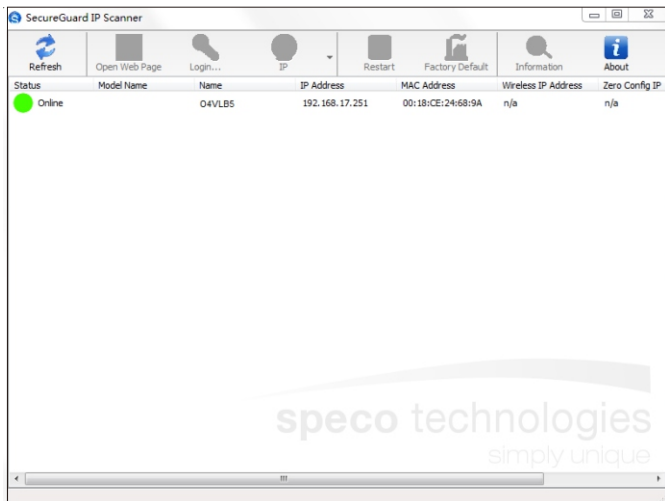 SecureGuard IP Scanner
Refresh Open Web Page Login... IP Restart Factory Default Information About
Status Model Name Name IP Address MAC Address Wireless IP Address Zero Config IP
Online O4VLB5 192.168.17.251 00:18:CE:24:68:9A n/a n/a
speco technologies
simply unique